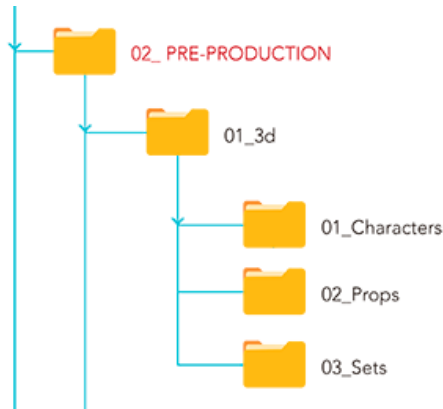 02_ PRE-PRODUCTION
01_3d
01_Characters
02_Props
03_Sets